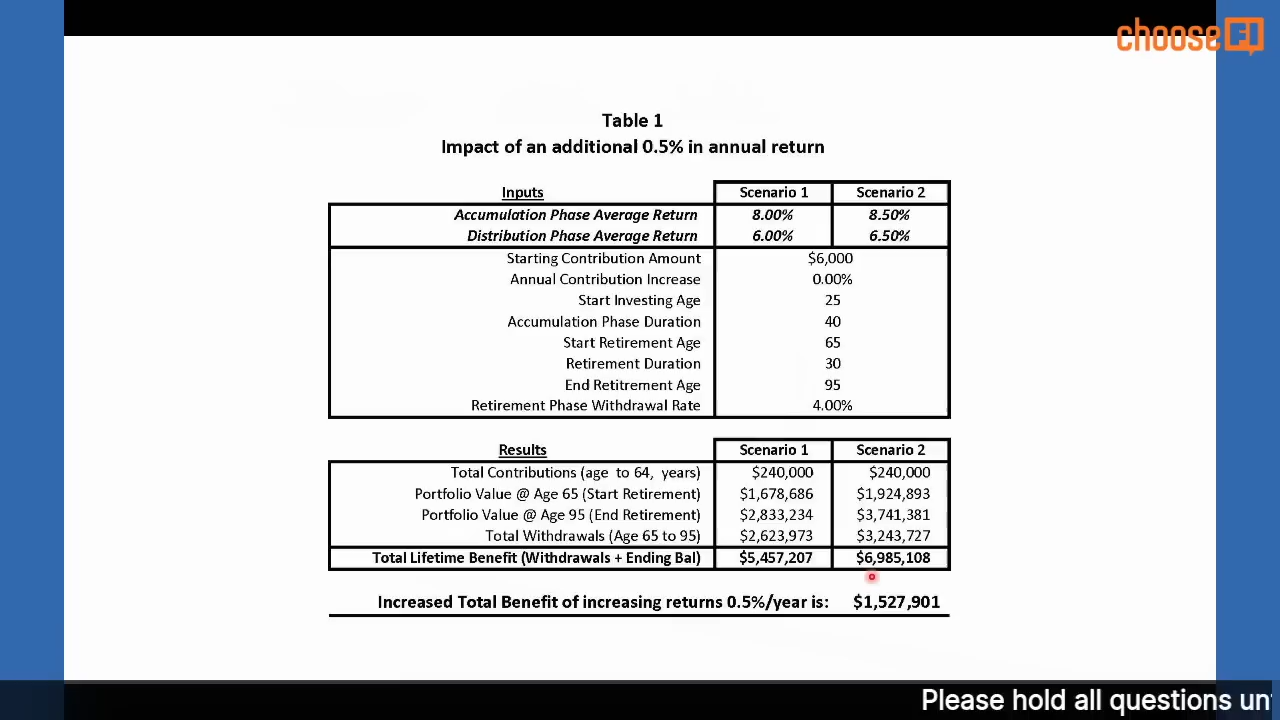 choose FI
Table 1
Impact of an additional 0.5% in annual return
Inputs Scenario 1 Scenario 2
Accumulation Phase Average Return 8.00% 8.50%
Distribution Phase Average Return 6.00% 6.50%
Starting Contribution Amount $6,000
Annual Contribution Increase 0.00%
Start Investing Age 25
Accumulation Phase Duration 40
Start Retirement Age 65
Retirement Duration 30
End Retitrement Age 95
Retirement Phase Withdrawal Rate 4.00%
Results Scenario 1 Scenario 2
Total Contributions (age to 64, years) $240,000 $240,000
Portfolio Value @ Age 65 (Start Retirement) $1,678,686 $1,924,893
Portfolio Value @ Age 95 (End Retirement) $2,833,234 $3,741,381
Total Withdrawals (Age 65 to 95) $2,623,973 $3,243,727
Total Lifetime Benefit (Withdrawals + Ending Bal) $5,457,207 $6,985,108
Increased Total Benefit of increasing returns 0.5%/year is: $1,527,901
Please hold all questions un